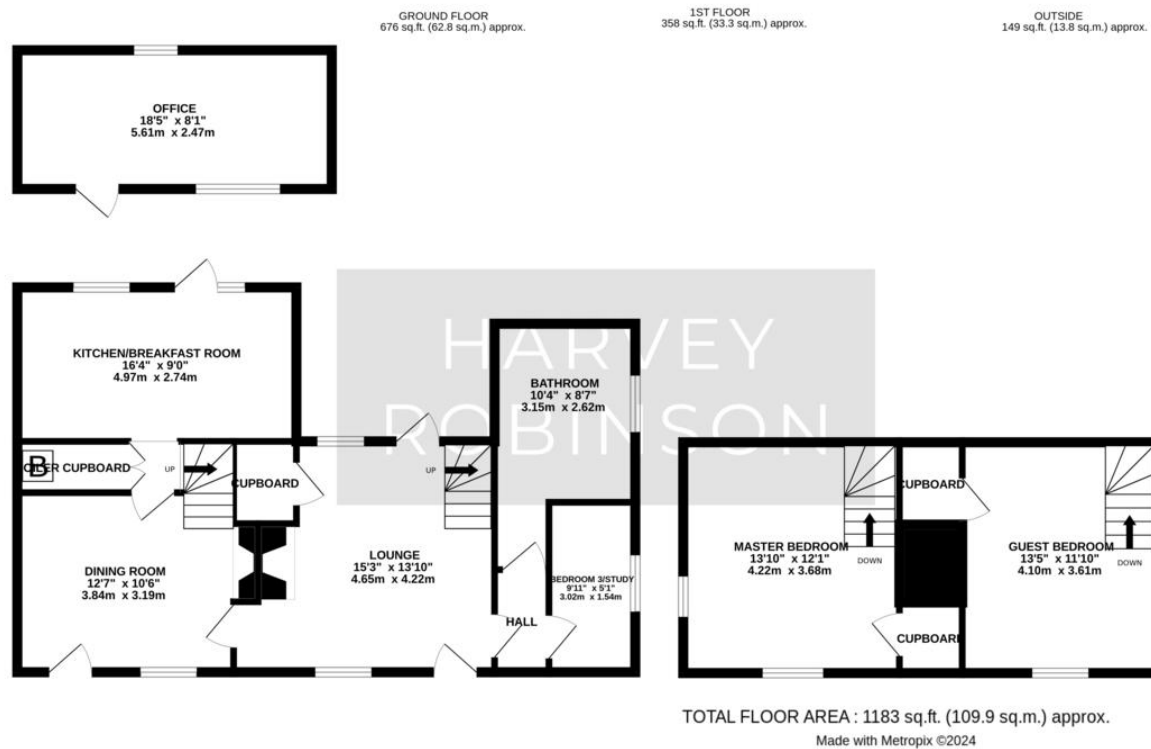 GROUND FLOOR
676 sq.ft. (62.8 sq.m.) approx.
1ST FLOOR
358 sq.ft. (33.3 sq.m.) approx.
OUTSIDE
149 sq.ft. (13.8 sq.m.) approx.
OFFICE
18'5" x 8'1"
5.61m x 2.47m
KITCHEN/BREAKFAST ROOM
16'4" x 9'0"
4.97m x 2.74m
HARVEY
ROBINSON
BATHROOM
10'4" x 8'7"
3.15m x 2.62m
B
CUPBOARD
UP
CUPBOARD
UP
DINING ROOM
12'7" x 10'6"
3.84m x 3.19m
LOUNGE
15'3" x 13'10"
4.65m x 4.22m
BEDROOM 3/STUDY
9'11" x 5'1"
3.02m x 1.54m
HALL
MASTER BEDROOM
13'10" x 12'1"
4.22m x 3.68m
DOWN
CUPBOARD
GUEST BEDROOM
13'5" x 11'10"
4.10m x 3.61m
DOWN
CUPBOARD
TOTAL FLOOR AREA : 1183 sq.ft. (109.9 sq.m.) approx.
Made with Metropix ©2024